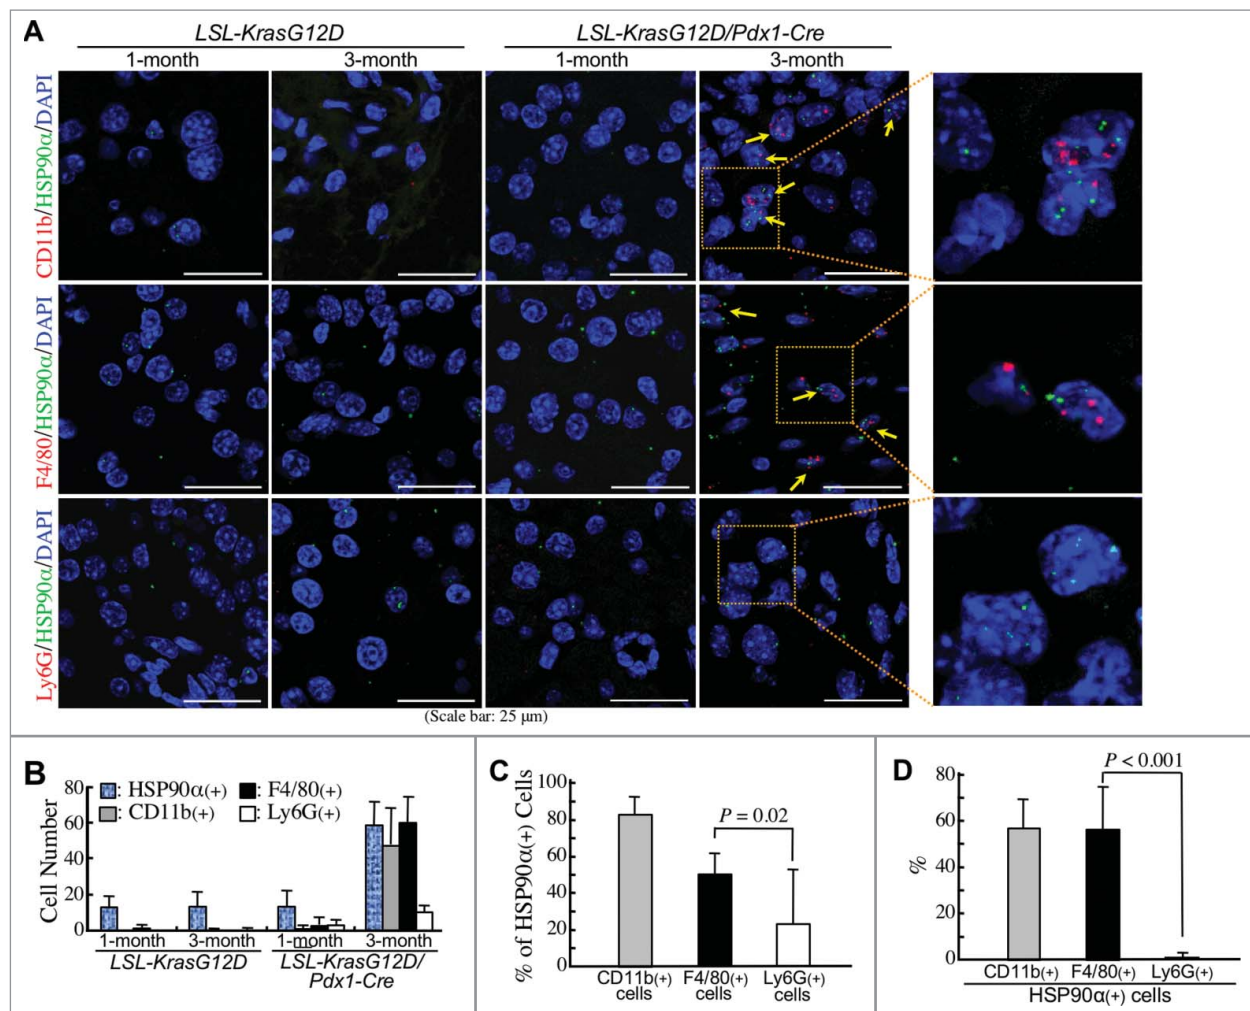 A
LSL-KrasG12D
LSL-KrasG12D/Pdx1-Cre
1-month
3-month
1-month
3-month
CD11b/HSP90α/DAPI
F4/80/HSP90α/DAPI
Ly6G/HSP90α/DAPI
(Scale bar: 25 μm)
B
Cell Number
80
60
40
20
0
: HSP90α(+)
: F4/80(+)
: CD11b(+)
: Ly6G(+)
1-month
3-month
1-month
3-month
LSL-KrasG12D
LSL-KrasG12D/
Pdx1-Cre
C
% of HSP90α(+) Cells
100
80
60
40
20
0
P = 0.02
CD11b(+)
cells
F4/80(+)
cells
Ly6G(+)
cells
D
%
80
60
40
20
0
P < 0.001
CD11b(+)
F4/80(+)
Ly6G(+)
HSP90α(+) cells